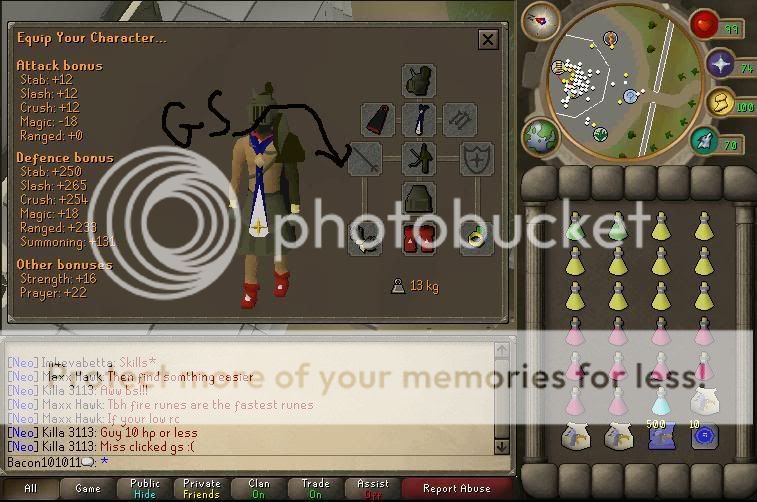 Equip Your Character...
Attack bonus
Stab: +12
Slash: +12
Crush: +12
Magic: -18
Ranged: +0
Defence bonus
Stab: +250
Slash: +265
Crush: +254
Magic: +18
Ranged: +233
Summoning: +131
Other bonuses
Strength: +16
Prayer: +22
GS
13 kg
99
74
100
70
photobucket
Protect more of your memories for less!
[Neo] Imkevabetta: Skills*
[Neo] Maxx Hawk: Then find somthing easier
[Neo] Killa 3113: Aww bs!!!
[Neo] Maxx Hawk: Tbh fire runes are the fastest runes
[Neo] Maxx Hawk: If your low rc
[Neo] Killa 3113: Guy 10 hp or less
[Neo] Killa 3113: Miss clicked gs :(
Bacon101011: *
500
10
All
Game
Public
Hide
Private
Friends
Clan
On
Trade
On
Assist
Off
Report Abuse